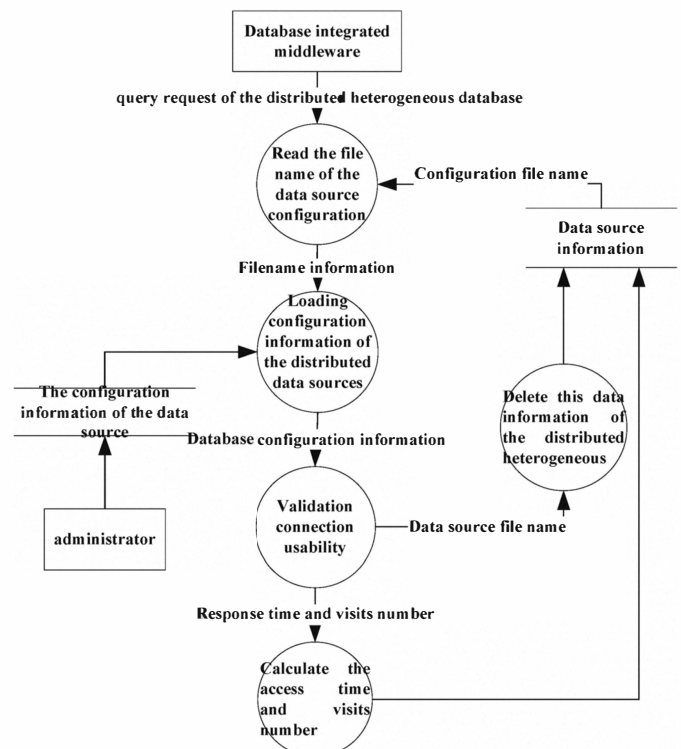 Database integrated
middleware
query request of the distributed heterogeneous database
Read the file
name of the
data source
configuration
Configuration file name
Data source
information
Filename information
Loading
configuration
information of
the distributed
data sources
The configuration
information of the data
source
Delete this data
information of
the distributed
heterogeneous
Database configuration information
administrator
Validation
connection
usability
Data source file name
Response time and visits number
Calculate the
access time
and visits
number